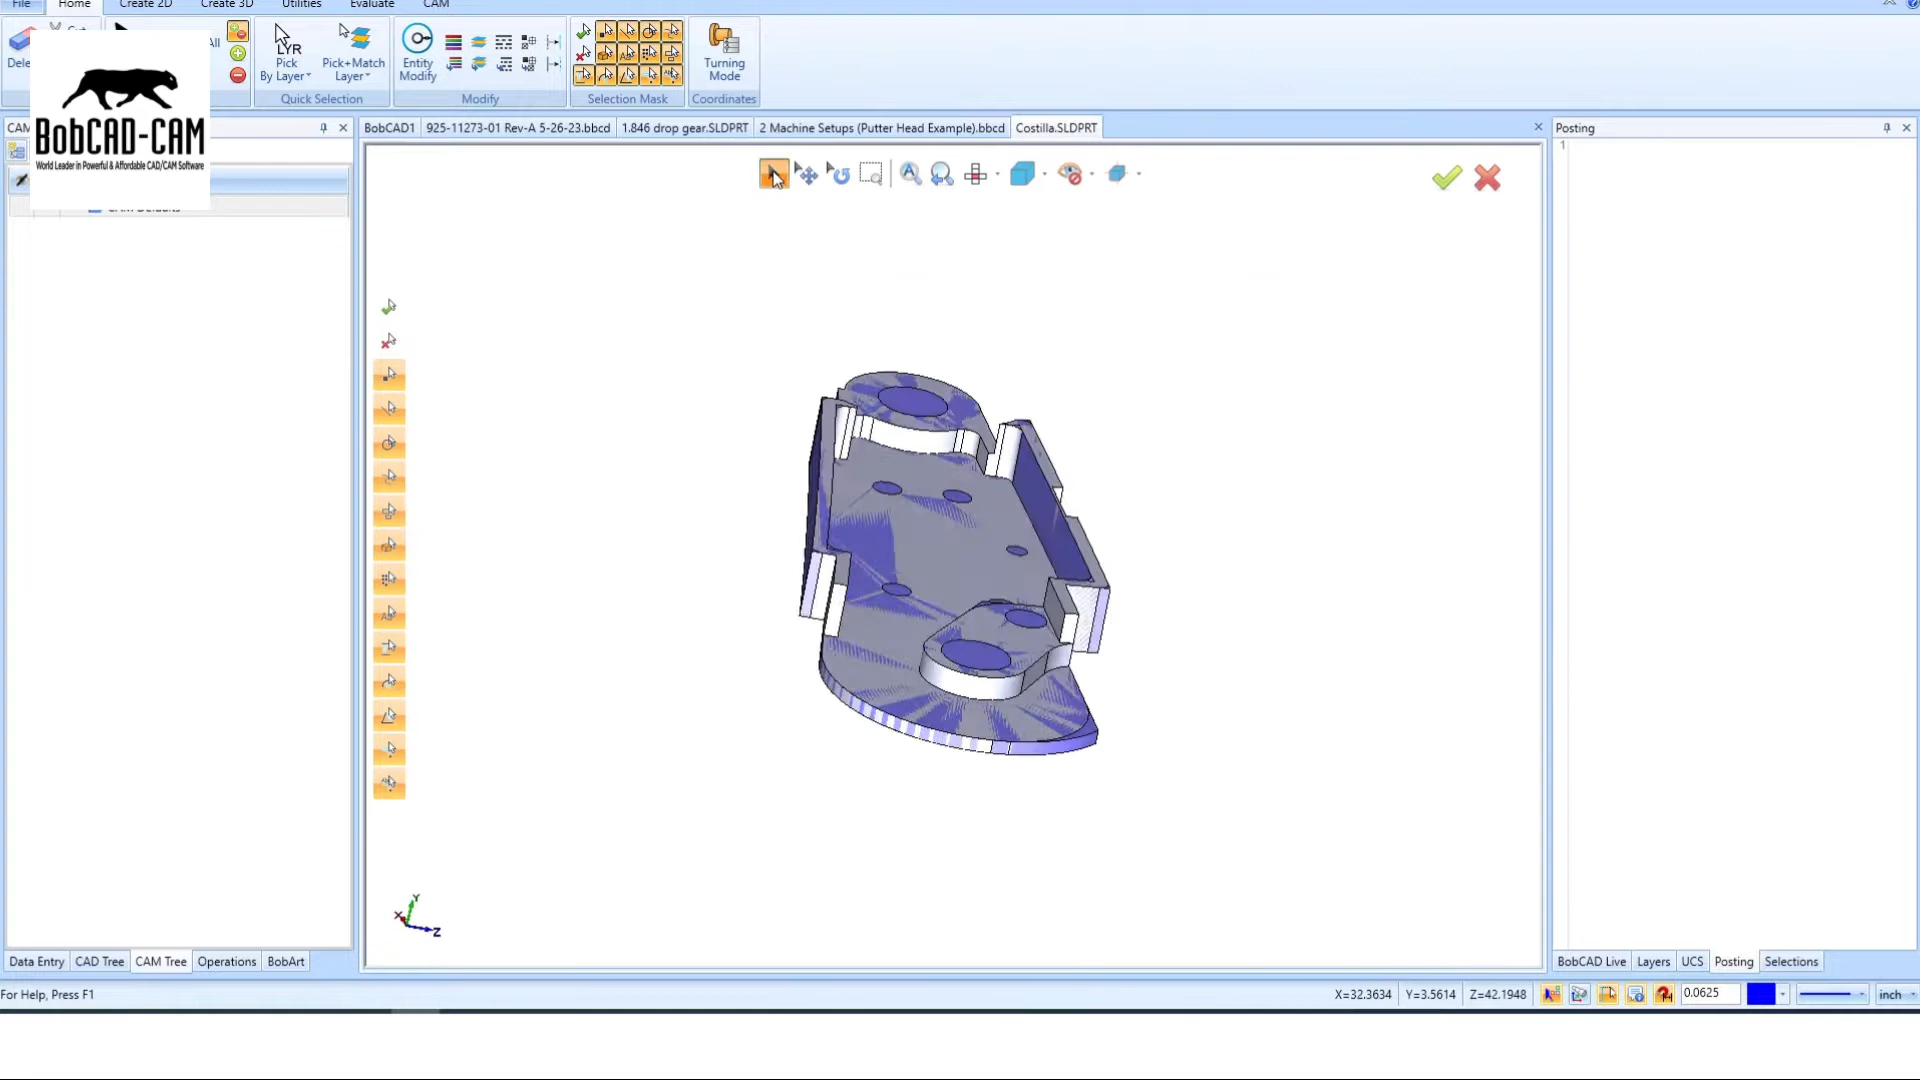 File Home Create 2D Create 3D Utilities Evaluate CAM
LYR
Pick
By Layer
Pick+Match
Layer
Quick Selection
Entity
Modify
Modify
Selection Mask
Turning
Mode
Coordinates
All
Dele
BobCAD-CAM
World Leader in Powerful & Affordable CAD/CAM Software
CAM
BobCAD1 925-11273-01 Rev-A 5-26-23.bbcd 1.846 drop gear.SLDPRT 2 Machine Setups (Putter Head Example).bbcd Costilla.SLDPRT
Posting
1
Y
X
Z
Data Entry CAD Tree CAM Tree Operations BobArt
BobCAD Live Layers UCS Posting Selections
For Help, Press F1
X=32.3634 Y=3.5614 Z=42.1948 0.0625 inch